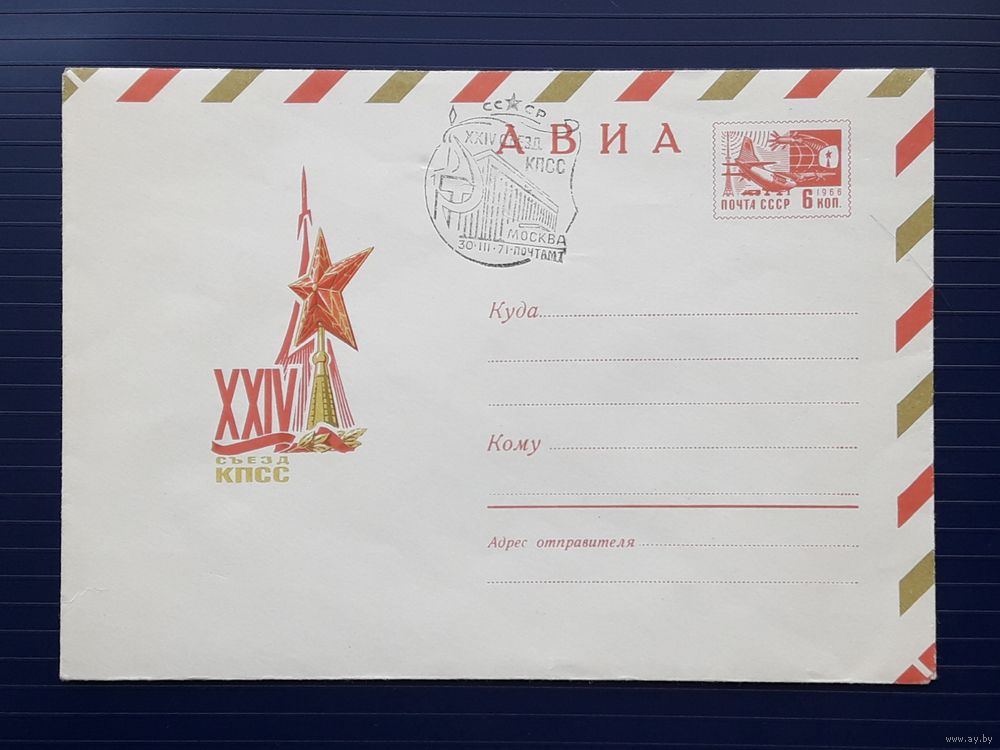 СССР
XXIV СЪЕЗД
КПСС
МОСКВА
30·III·71·ПОЧТАМТ
АВИА
1966
ПОЧТА СССР 6 КОП.
Куда
Кому
Адрес отправителя
XXIV
СЪЕЗД
КПСС
www.ay.by